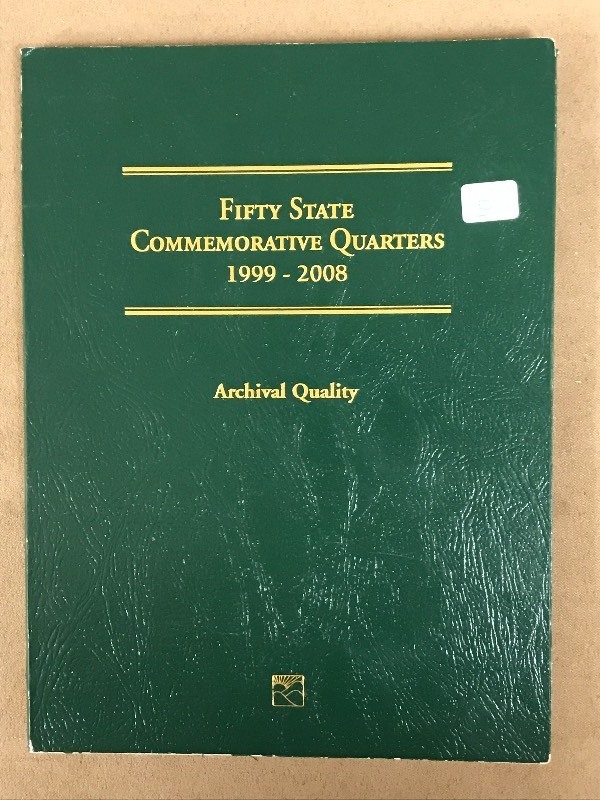 FIFTY STATE
COMMEMORATIVE QUARTERS
1999 - 2008
Archival Quality